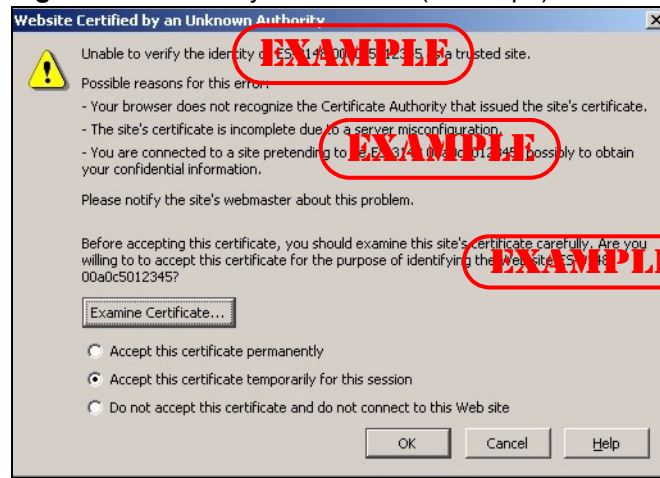 Website Certified by an Unknown Authority
Unable to verify the identity of EXAMPLE a trusted site.
Possible reasons for this error:
- Your browser does not recognize the Certificate Authority that issued the site's certificate.
- The site's certificate is incomplete due to a server misconfiguration.
- You are connected to a site pretending to EXAMPLE possibly to obtain
your confidential information.
Please notify the site's webmaster about this problem.
Before accepting this certificate, you should examine this site's certificate carefully. Are you
willing to to accept this certificate for the purpose of identifying the Web site EXAMPLE
00a0c5012345?
Examine Certificate...
Accept this certificate permanently
Accept this certificate temporarily for this session
Do not accept this certificate and do not connect to this Web site
OK Cancel Help